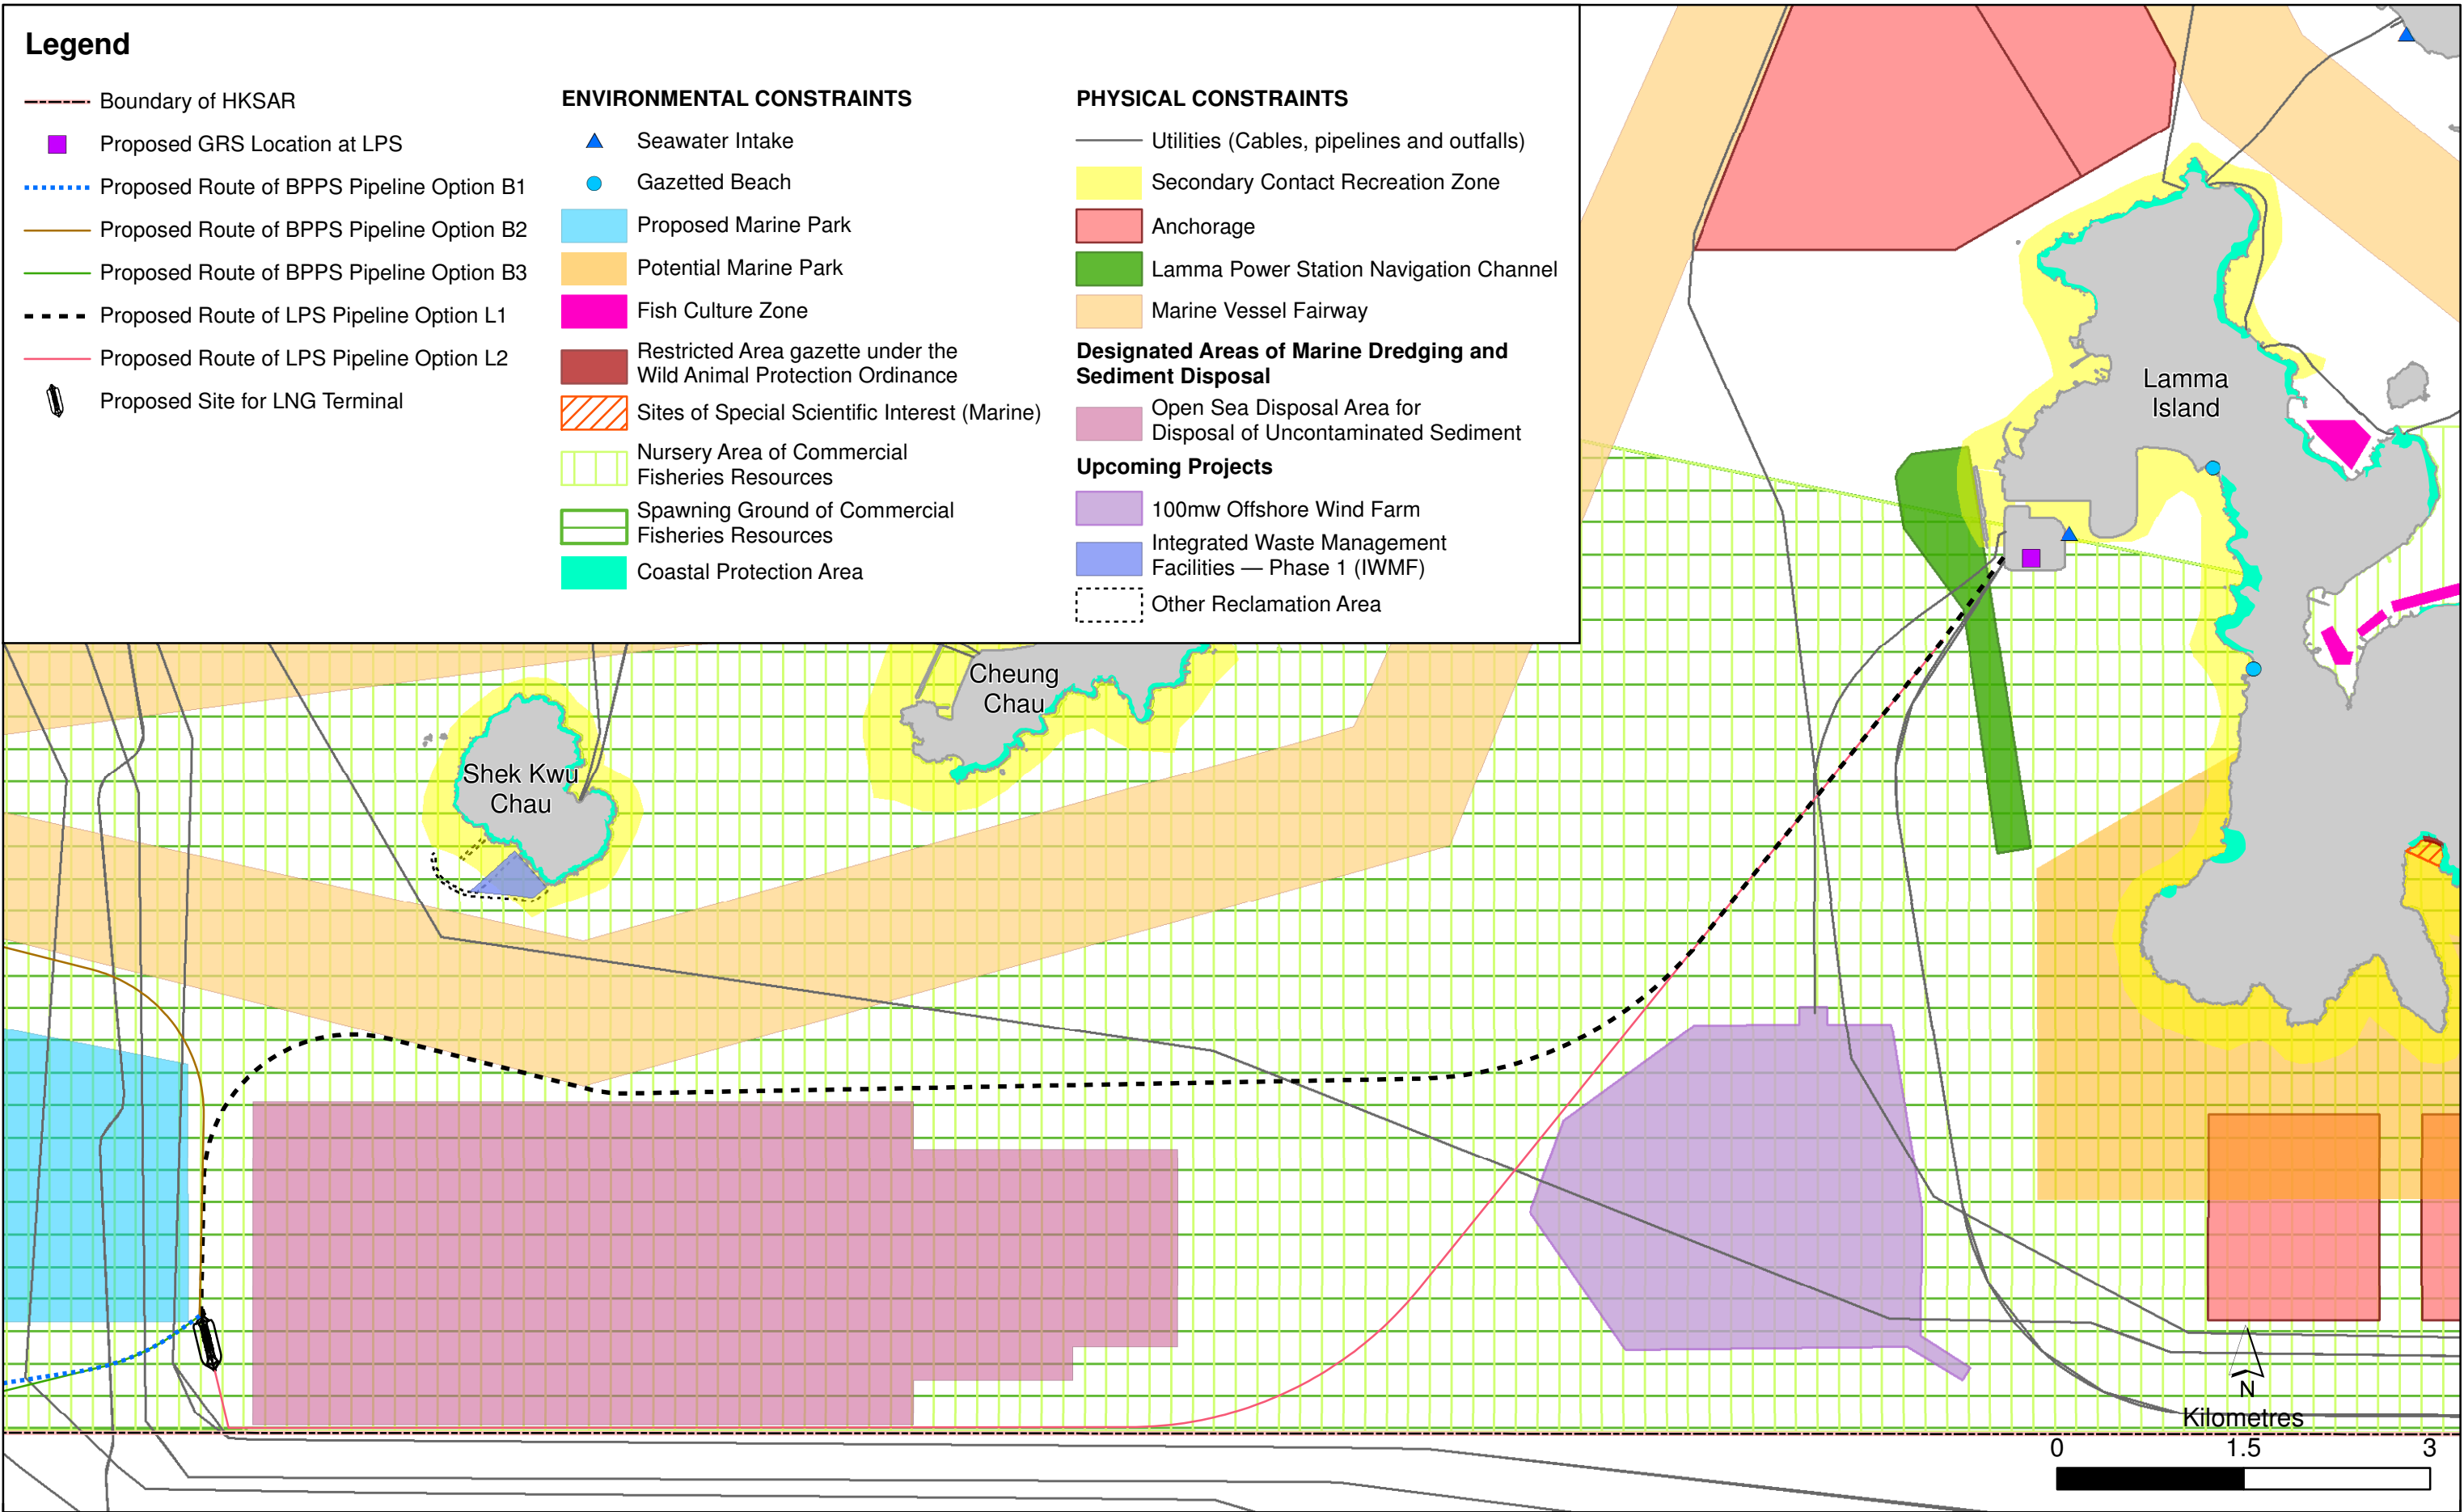 Legend
Boundary of HKSAR
Proposed GRS Location at LPS
Proposed Route of BPPS Pipeline Option B1
Proposed Route of BPPS Pipeline Option B2
Proposed Route of BPPS Pipeline Option B3
Proposed Route of LPS Pipeline Option L1
Proposed Route of LPS Pipeline Option L2
Proposed Site for LNG Terminal
ENVIRONMENTAL CONSTRAINTS
Seawater Intake
Gazetted Beach
Proposed Marine Park
Potential Marine Park
Fish Culture Zone
Restricted Area gazette under the
Wild Animal Protection Ordinance
Sites of Special Scientific Interest (Marine)
Nursery Area of Commercial
Fisheries Resources
Spawning Ground of Commercial
Fisheries Resources
Coastal Protection Area
PHYSICAL CONSTRAINTS
Utilities (Cables, pipelines and outfalls)
Secondary Contact Recreation Zone
Anchorage
Lamma Power Station Navigation Channel
Marine Vessel Fairway
Designated Areas of Marine Dredging and
Sediment Disposal
Open Sea Disposal Area for
Disposal of Uncontaminated Sediment
Upcoming Projects
100mw Offshore Wind Farm
Integrated Waste Management
Facilities — Phase 1 (IWMF)
Other Reclamation Area
Lamma
Island
Cheung
Chau
Shek Kwu
Chau
N
Kilometres
0 1.5 3